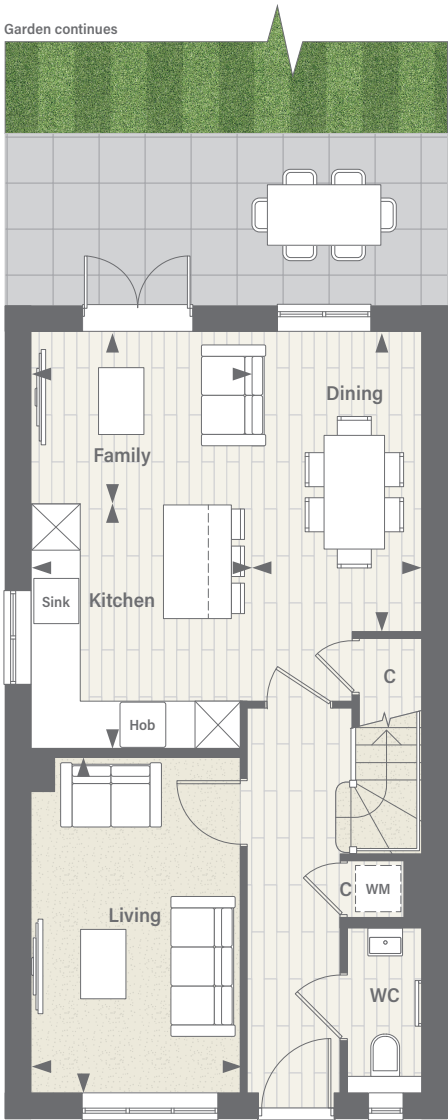 Garden continues
Dining
Family
Sink
Kitchen
C
Hob
C
WM
Living
WC